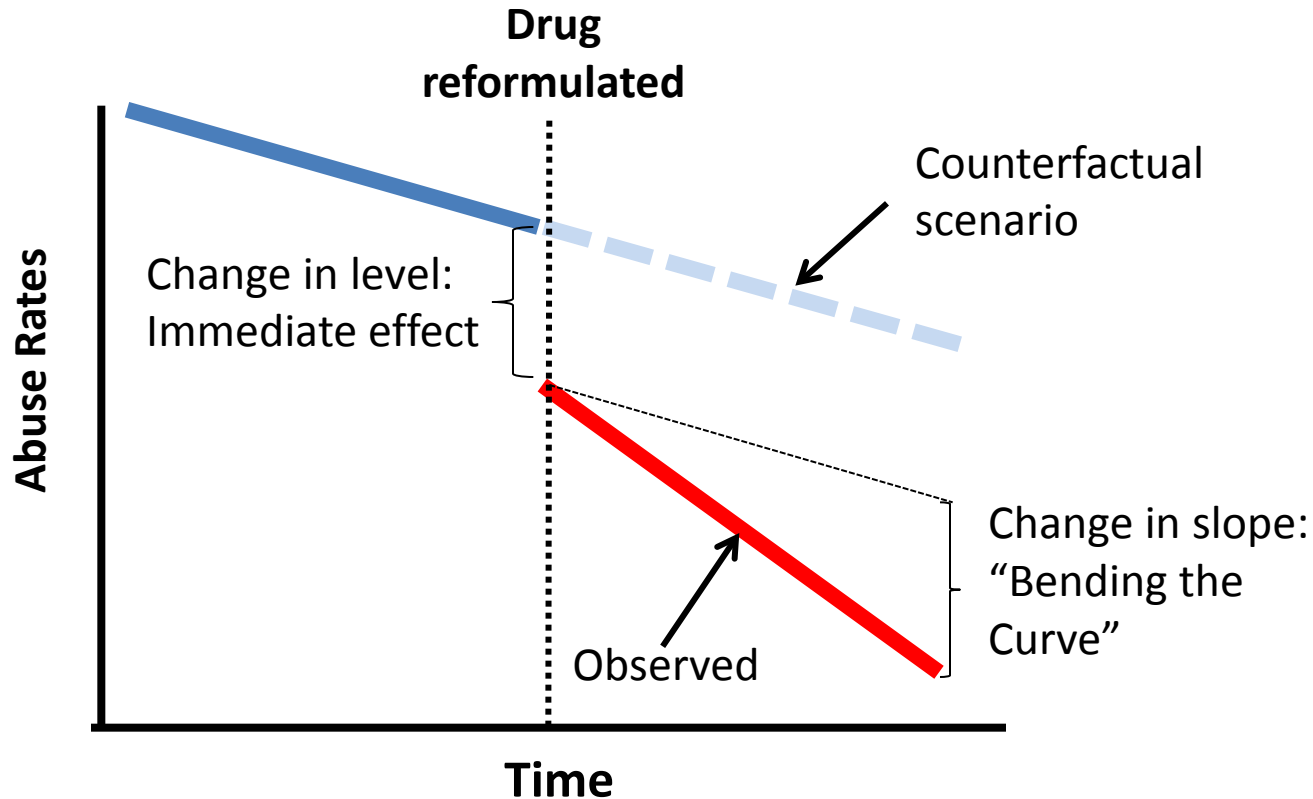 Drug
reformulated
Counterfactual
scenario
Change in level:
Immediate effect
Abuse Rates
Change in slope:
“Bending the
Curve”
Observed
Time